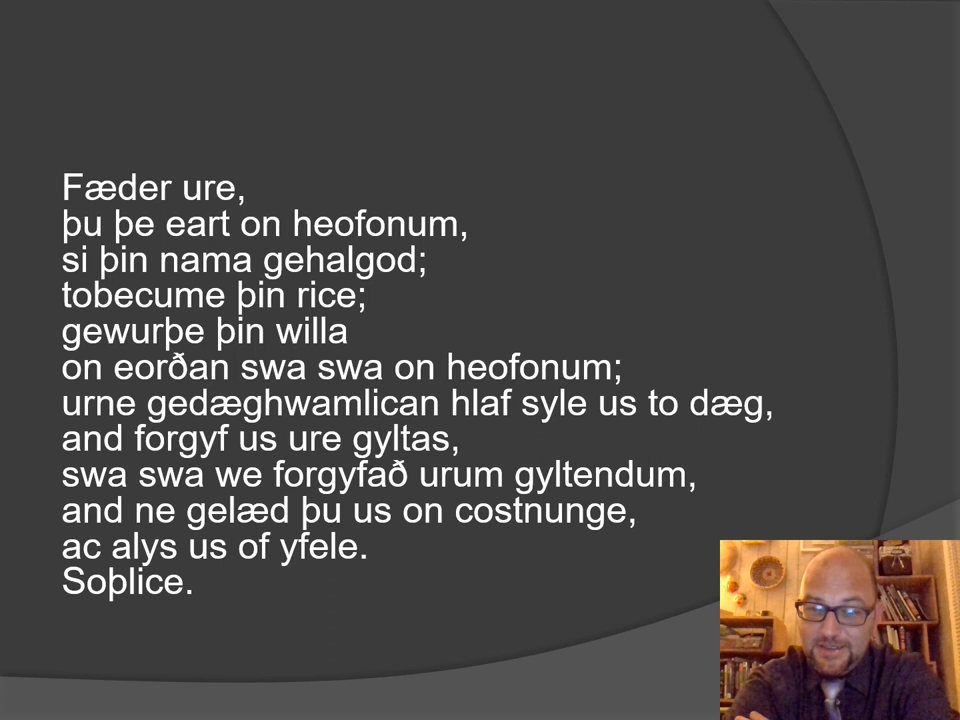 Fæder ure,
þu þe eart on heofonum,
si þin nama gehalgod;
tobecume þin rice;
gewurþe þin willa
on eorðan swa swa on heofonum;
urne gedæghwamlican hlaf syle us to dæg,
and forgyf us ure gyltas,
swa swa we forgyfað urum gyltendum,
and ne gelæd þu us on costnunge,
ac alys us of yfele.
Soþlice.